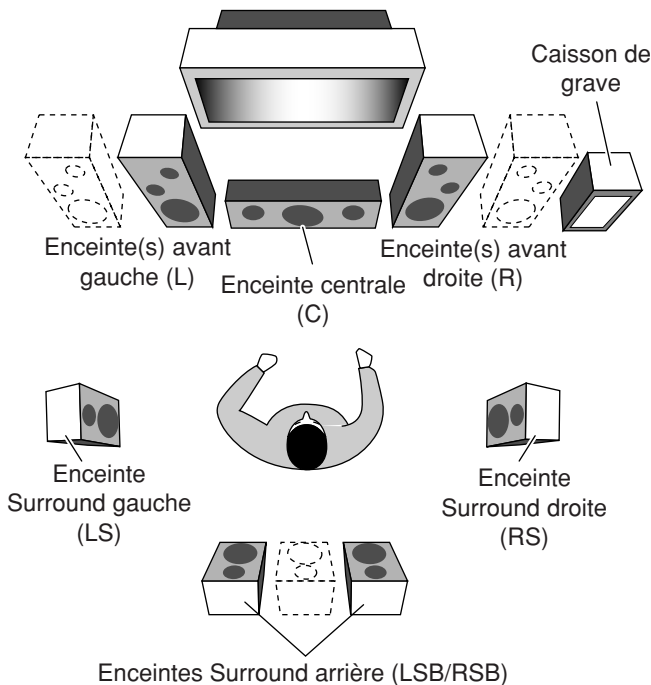 Caisson de
grave
Enceinte(s) avant
gauche (L)
Enceinte centrale
(C)
Enceinte(s) avant
droite (R)
Enceinte
Surround gauche
(LS)
Enceinte
Surround droite
(RS)
Enceintes Surround arrière (LSB/RSB)